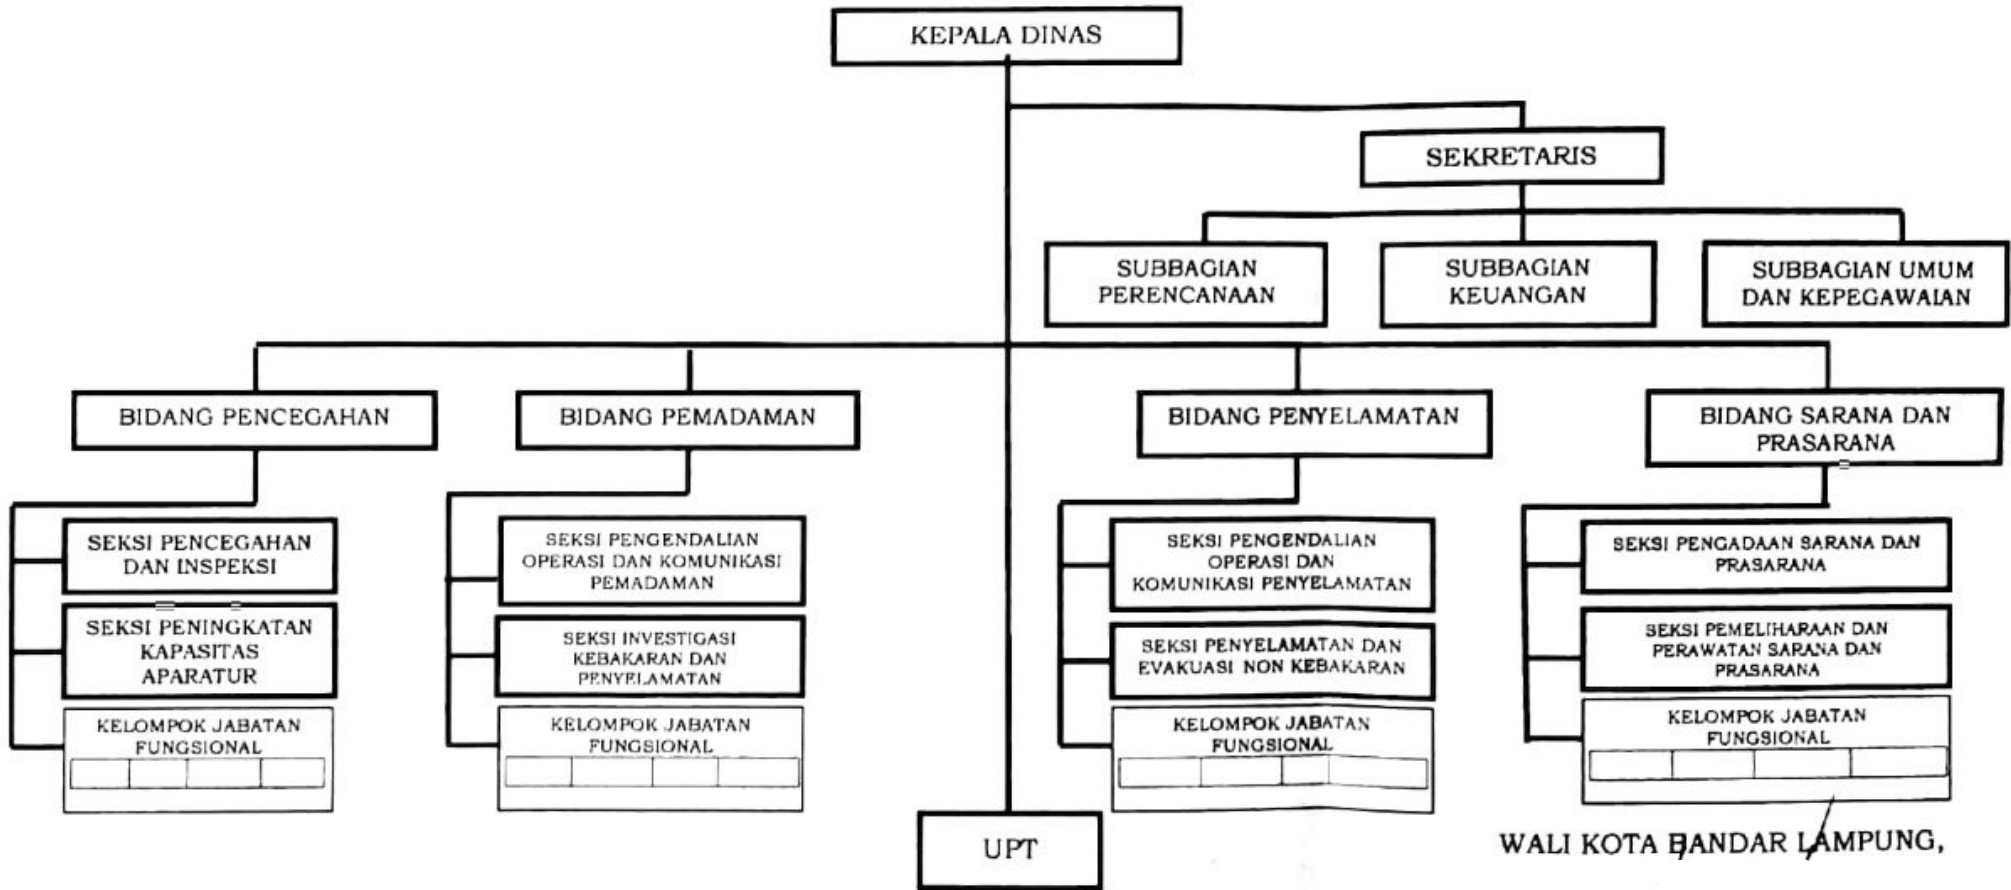 KEPALA DINAS
SEKRETARIS
SUBBAGIAN
PERENCANAAN
SUBBAGIAN
KEUANGAN
SUBBAGIAN UMUM
DAN KEPEGAWAIAN
BIDANG PENCEGAHAN
BIDANG PEMADAMAN
BIDANG PENYELAMATAN
BIDANG SARANA DAN
PRASARANA
SEKSI PENCEGAHAN
DAN INSPEKSI
SEKSI PENINGKATAN
KAPASITAS
APARATUR
KELOMPOK JABATAN
FUNGSIONAL
SEKSI PENGENDALIAN
OPERASI DAN KOMUNIKASI
PEMADAMAN
SEKSI INVESTIGASI
KEBAKARAN DAN
PENYELAMATAN
KELOMPOK JABATAN
FUNGSIONAL
SEKSI PENGENDALIAN
OPERASI DAN
KOMUNIKASI PENYELAMATAN
SEKSI PENYELAMATAN DAN
EVAKUASI NON KEBAKARAN
KELOMPOK JABATAN
FUNGSIONAL
SEKSI PENGADAAN SARANA DAN
PRASARANA
SEKSI PEMELIHARAAN DAN
PERAWATAN SARANA DAN
PRASARANA
KELOMPOK JABATAN
FUNGSIONAL
UPT
WALI KOTA BANDAR LAMPUNG,